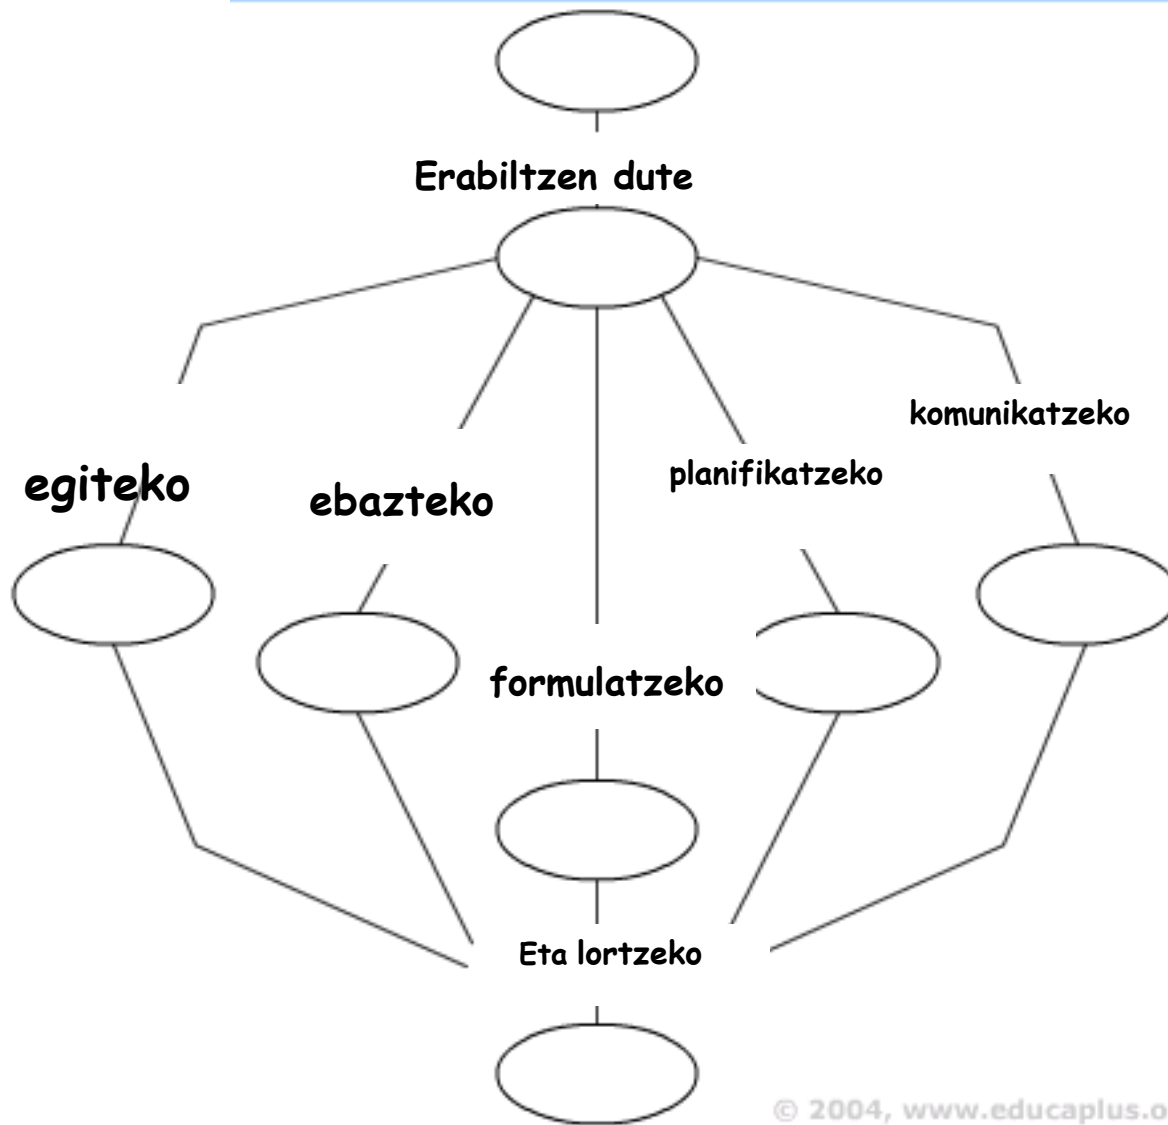 Erabiltzen dute
komunikatzeko
egiteko
ebazteko
planifikatzeko
formulatzeko
Eta lortzeko
© 2004, www.educaplus.o